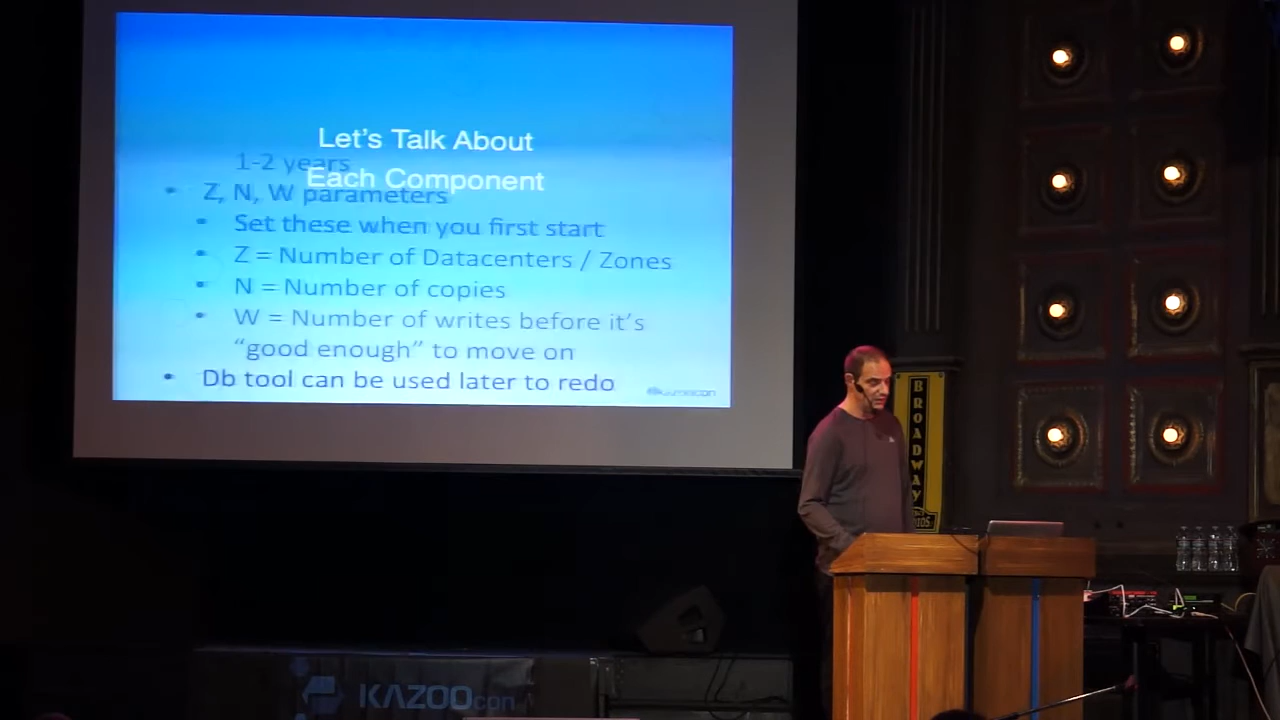 Let's Talk About
Each Component
1-2 years
• Z, N, W parameters
• Set these when you first start
• Z = Number of Datacenters / Zones
• N = Number of copies
• W = Number of writes before it's
"good enough" to move on
• Db tool can be used later to redo
BROADWAY
KAZOOcon